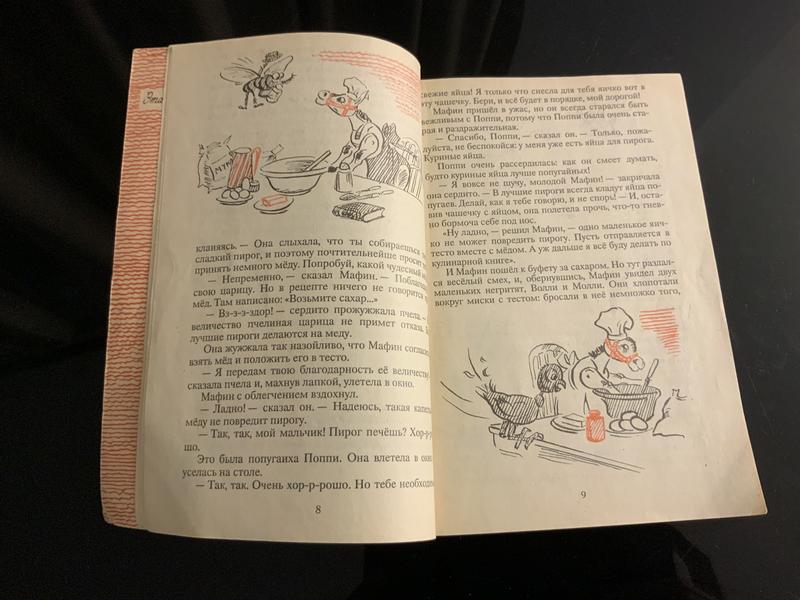 Эта
МУКА
кланяясь. — Она слыхала, что ты собираешься
сладкий пирог, и поэтому почтительнейше просит
принять немного мёду. Попробуй, какой чудесный
— Непременно, — сказал Мафин. —
свою царицу. Но в рецепте ничего не говорится
мёд. Там написано: «Возьмите сахар...»
— Вз-з-з-здор! — сердито прожужжала пчела. —
величество пчелиная царица не примет отказа.
лучшие пироги делаются на меду.
Она жужжала так назойливо, что Мафин
взять мёд и положить его в тесто.
— Я передам твою благодарность её величеству,
сказала пчела и, махнув лапкой, улетела в окно.
Мафин с облегчением вздохнул.
— Ладно! — сказал он. — Надеюсь, такая
мёду не повредит пирогу.
— Так, так, мой мальчик! Пирог печёшь?
шо.
Это была попугаиха Поппи. Она влетела в окно
уселась на столе.
— Так, так. Очень хор-р-рошо. Но тебе
8
свежие яйца! Я только что снесла для тебя яичко вот в
эту чашечку. Бери, и всё будет в порядке, мой дорогой!
Мафин пришёл в ужас, но он всегда старался быть
вежливым с Поппи, потому что Поппи была очень ста-
рая и раздражительная.
— Спасибо, Поппи, — сказал он. — Только, пожа-
луйста, не беспокойся: у меня уже есть яйца для пирога.
Куриные яйца.
Поппи очень рассердилась: как он смеет думать,
будто куриные яйца лучше попугайных!
— Я вовсе не шучу, молодой Мафин! — закричала
она сердито. — В лучшие пироги всегда кладут яйца по-
пугаев. Делай, как я тебе говорю, и не спорь! — И, оста-
вив чашечку с яйцом, она полетела прочь, что-то гнев-
но бормоча себе под нос.
«Ну ладно, — решил Мафин, — одно маленькое яич-
ко не может повредить пирогу. Пусть отправляется в
тесто вместе с мёдом. А уж дальше я всё буду делать по
кулинарной книге».
И Мафин пошёл к буфету за сахаром. Но тут раздал-
ся весёлый смех, и, обернувшись, Мафин увидел двух
маленьких негритят, Волли и Молли. Они хлопотали
вокруг миски с тестом: бросали в неё немножко того,
9